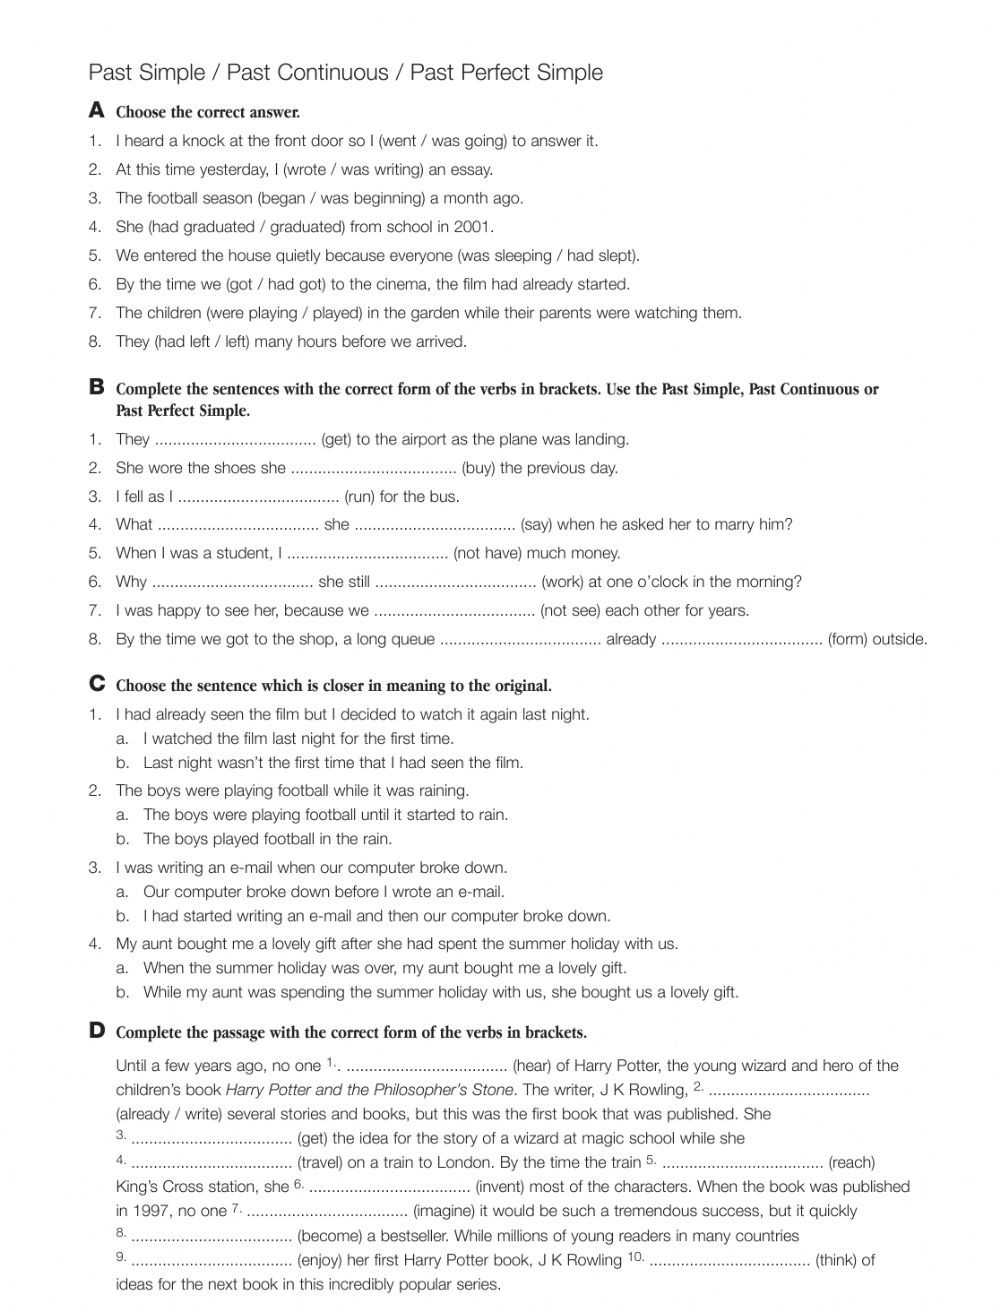 Past Simple / Past Continuous / Past Perfect Simple
A Choose the correct answer.
1. I heard a knock at the front door so I (went / was going) to answer it.
2. At this time yesterday, I (wrote / was writing) an essay.
3. The football season (began / was beginning) a month ago.
4. She (had graduated / graduated) from school in 2001.
5. We entered the house quietly because everyone (was sleeping / had slept).
6. By the time we (got / had got) to the cinema, the film had already started.
7. The children (were playing / played) in the garden while their parents were watching them.
8. They (had left / left) many hours before we arrived.
B Complete the sentences with the correct form of the verbs in brackets. Use the Past Simple, Past Continuous or
Past Perfect Simple.
1. They .................................... (get) to the airport as the plane was landing.
2. She wore the shoes she ..................................... (buy) the previous day.
3. I fell as I .................................... (run) for the bus.
4. What .................................... she .................................... (say) when he asked her to marry him?
5. When I was a student, I .................................... (not have) much money.
6. Why .................................... she still .................................... (work) at one o'clock in the morning?
7. I was happy to see her, because we .................................... (not see) each other for years.
8. By the time we got to the shop, a long queue .................................... already .................................... (form) outside.
C Choose the sentence which is closer in meaning to the original.
1. I had already seen the film but I decided to watch it again last night.
a. I watched the film last night for the first time.
b. Last night wasn't the first time that I had seen the film.
2. The boys were playing football while it was raining.
a. The boys were playing football until it started to rain.
b. The boys played football in the rain.
3. I was writing an e-mail when our computer broke down.
a. Our computer broke down before I wrote an e-mail.
b. I had started writing an e-mail and then our computer broke down.
4. My aunt bought me a lovely gift after she had spent the summer holiday with us.
a. When the summer holiday was over, my aunt bought me a lovely gift.
b. While my aunt was spending the summer holiday with us, she bought us a lovely gift.
D Complete the passage with the correct form of the verbs in brackets.
Until a few years ago, no one 1.. .................................... (hear) of Harry Potter, the young wizard and hero of the
children's book Harry Potter and the Philosopher's Stone. The writer, J K Rowling, 2. ....................................
(already / write) several stories and books, but this was the first book that was published. She
3. .................................... (get) the idea for the story of a wizard at magic school while she
4. .................................... (travel) on a train to London. By the time the train 5. .................................... (reach)
King's Cross station, she 6. .................................... (invent) most of the characters. When the book was published
in 1997, no one 7. .................................... (imagine) it would be such a tremendous success, but it quickly
8. .................................... (become) a bestseller. While millions of young readers in many countries
9. .................................... (enjoy) her first Harry Potter book, J K Rowling 10. .................................... (think) of
ideas for the next book in this incredibly popular series.